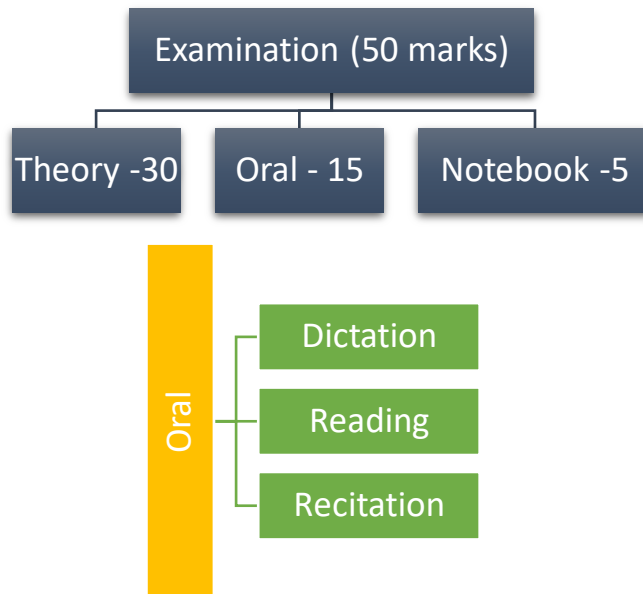 Examination (50 marks)
Theory -30
Oral - 15
Notebook -5
Oral
Dictation
Reading
Recitation